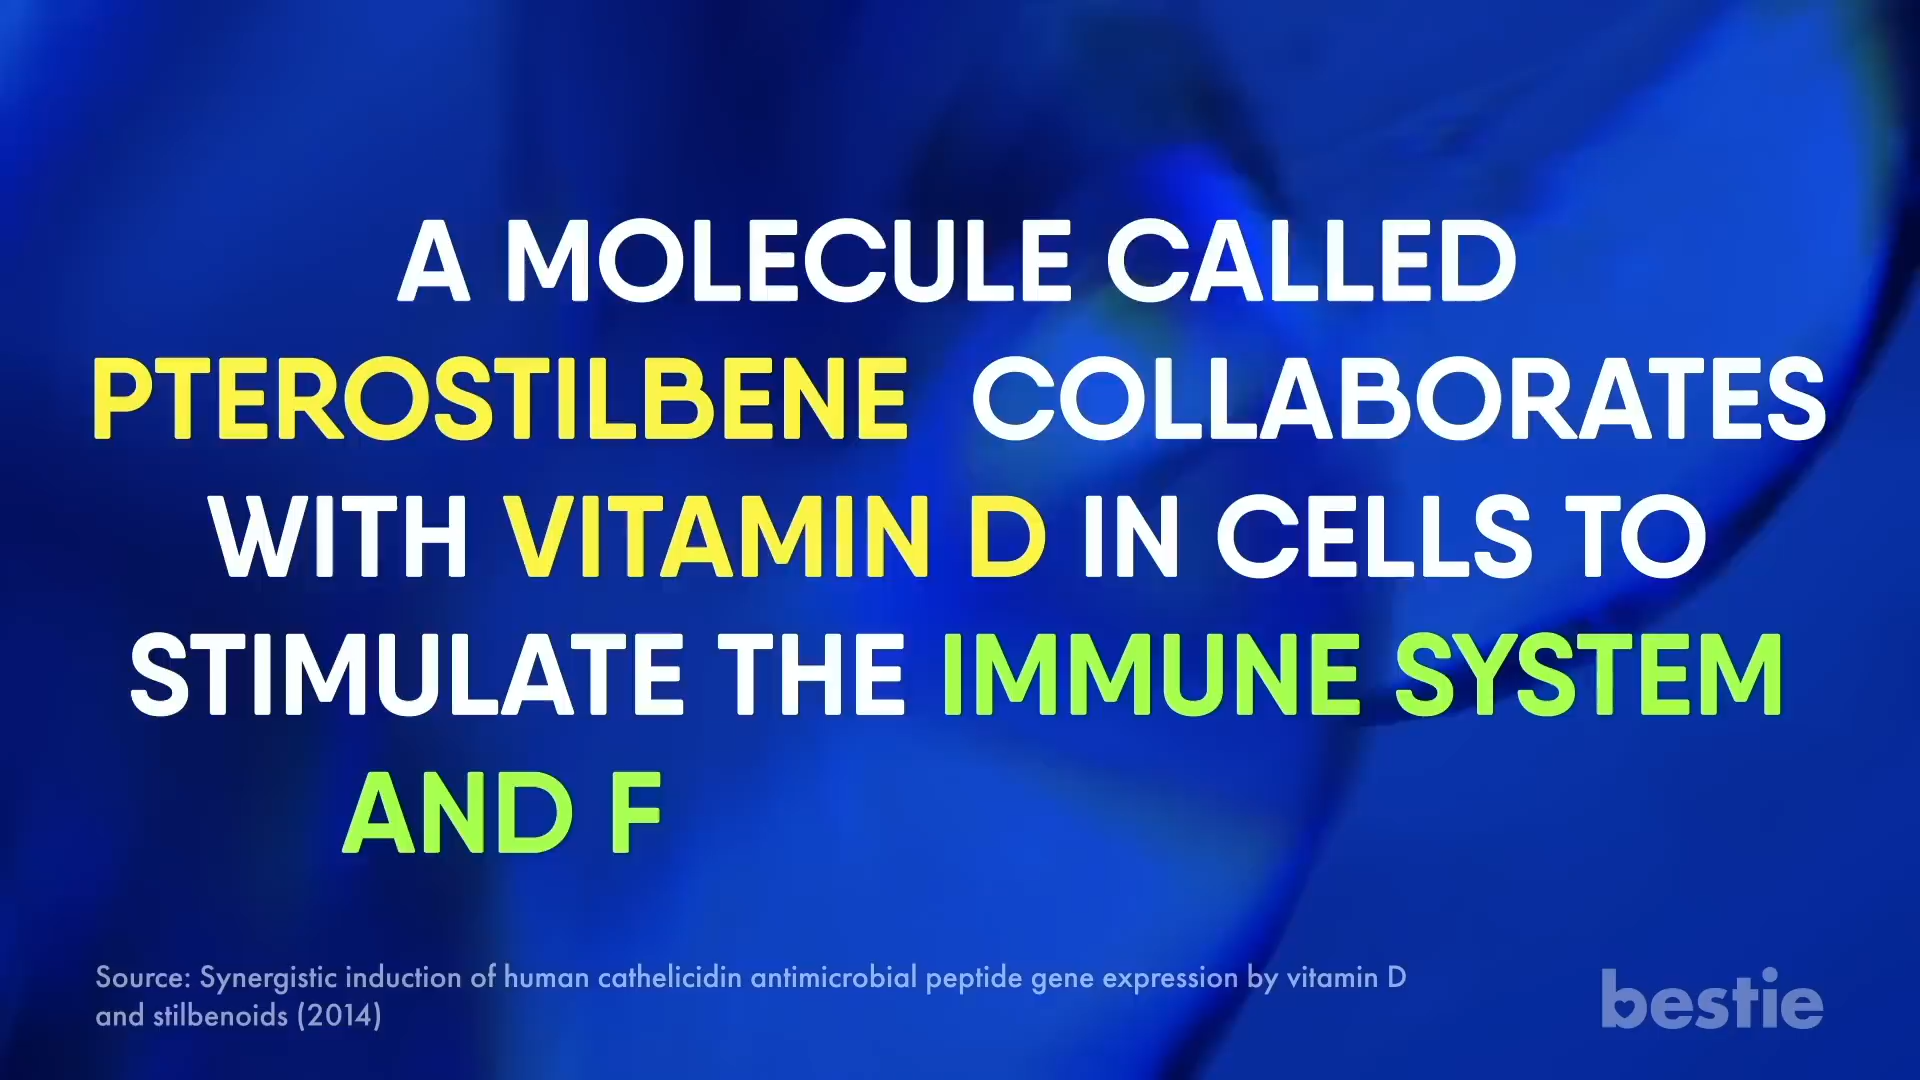 A MOLECULE CALLED
PTEROSTILBENE COLLABORATES
WITH VITAMIN D IN CELLS TO
STIMULATE THE IMMUNE SYSTEM
AND F
Source: Synergistic induction of human cathelicidin antimicrobial peptide gene expression by vitamin D
and stilbenoids (2014)
bestie